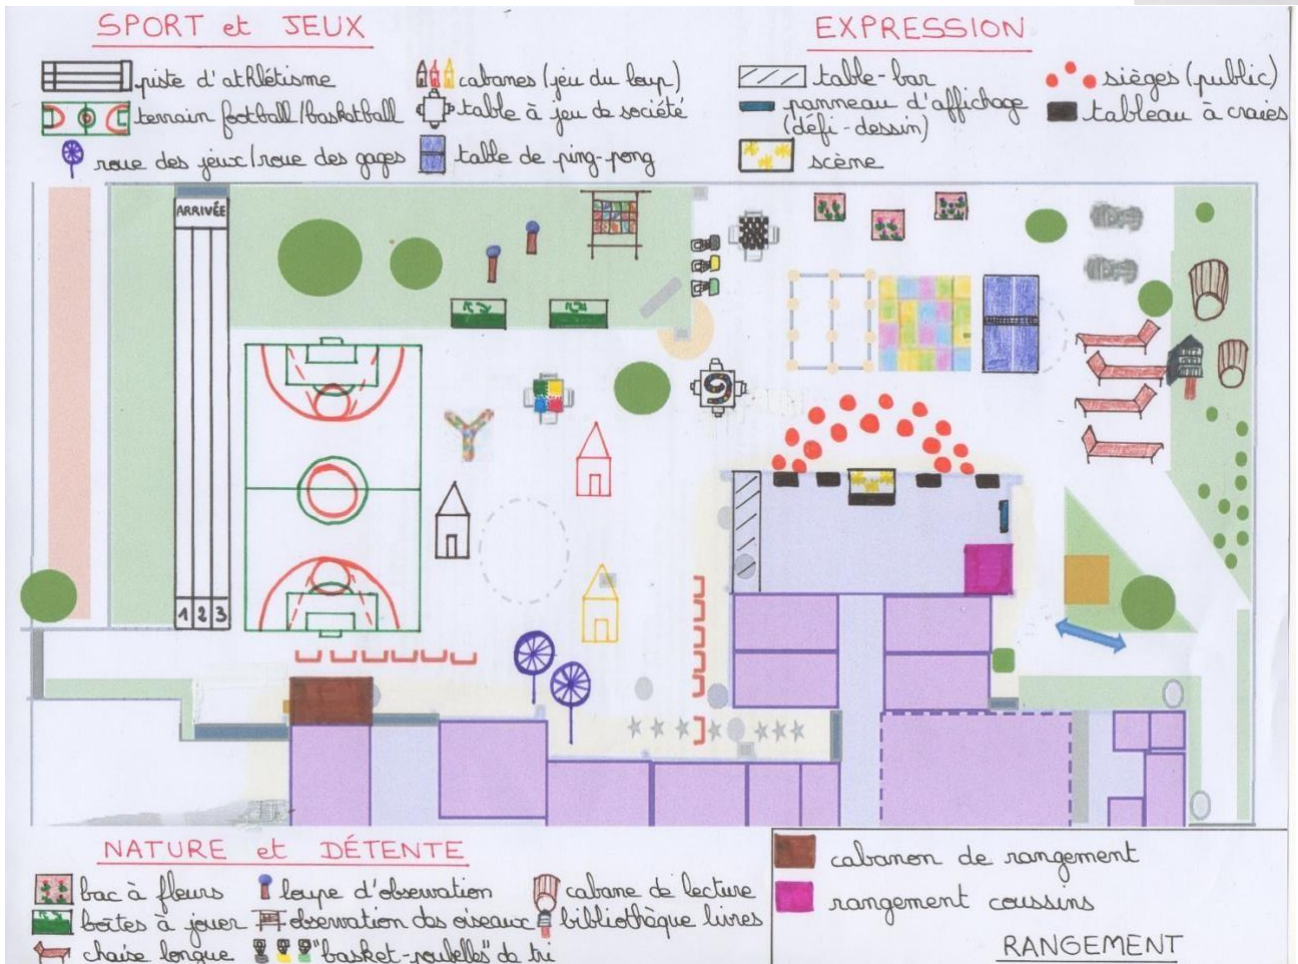 SPORT et JEUX
piste d'athlétisme
terrain football/basketball
roue des jeux/roue des gages
cabanes (jeu du loup)
table à jeu de société
table de ping-pong
EXPRESSION
table-bar
panneau d'affichage
(défi-dessin)
scène
sièges (public)
tableau à craies
ARRIVÉE
1 2 3
NATURE et DÉTENTE
bac à fleurs
boîtes à jouer
chaise longue
loupe d'observation
observation des oiseaux
"basket-poubelles" de tri
cabane de lecture
bibliothèque livres
cabanon de rangement
rangement coussins
RANGEMENT